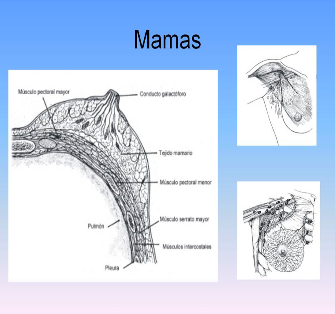 Mamas
Músculo pectoral mayor
Conducto galactóforo
Tejido mamario
Músculo pectoral menor
Músculo serrato mayor
Pulmón
Músculos intercostales
Pleura